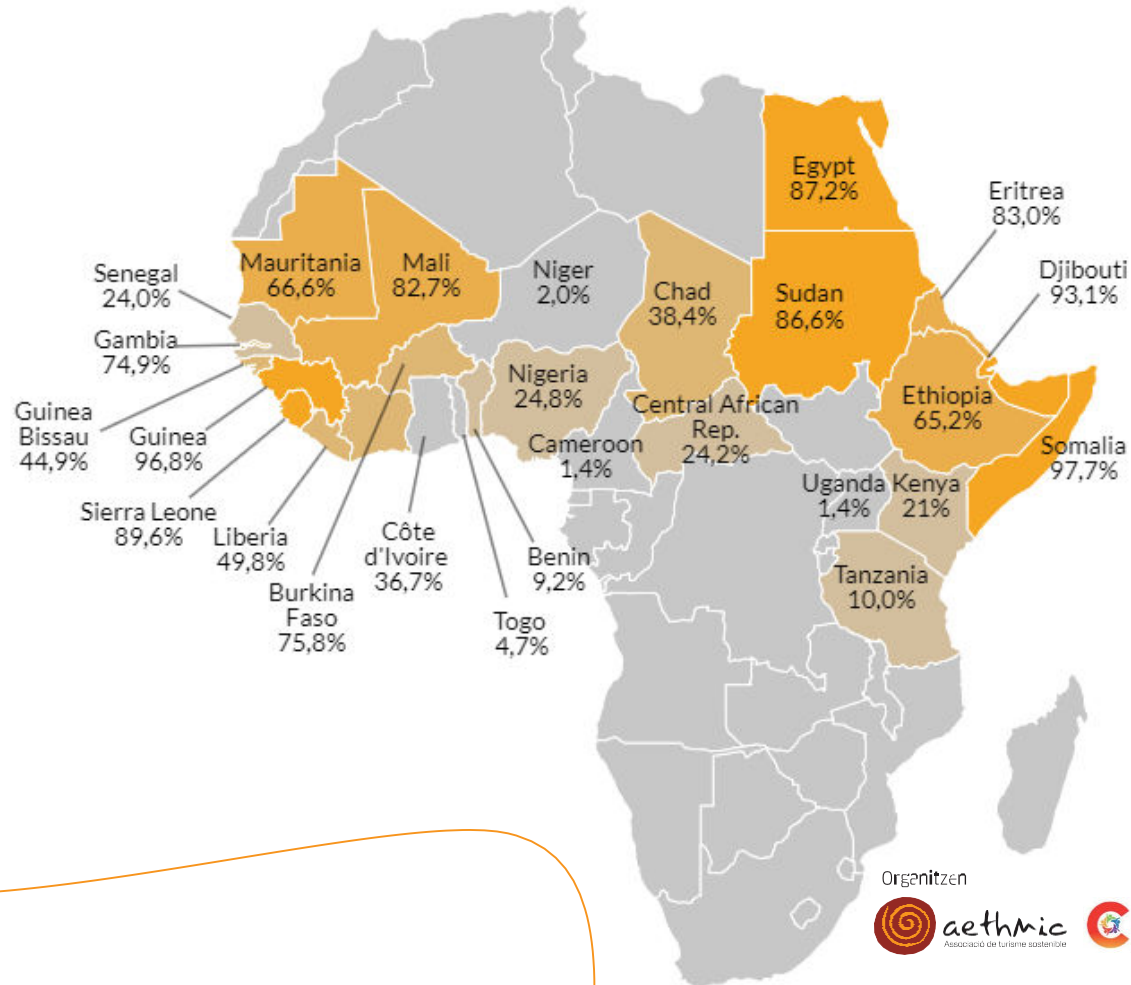 Egypt
87,2%
Eritrea
83,0%
Djibouti
93,1%
Mauritania
66,6%
Mali
82,7%
Niger
2,0%
Chad
38,4%
Sudan
86,6%
Senegal
24,0%
Gambia
74,9%
Guinea
Bissau
44,9%
Guinea
96,8%
Sierra Leone
89,6%
Liberia
49,8%
Burkina
Faso
75,8%
Côte
d'Ivoire
36,7%
Togo
4,7%
Benin
9,2%
Nigeria
24,8%
Cameroon
1,4%
Central African
Rep.
24,2%
Ethiopia
65,2%
Somalia
97,7%
Uganda
1,4%
Kenya
21%
Tanzania
10,0%
Organitzen
aethnic
Associació de turisme sostenible